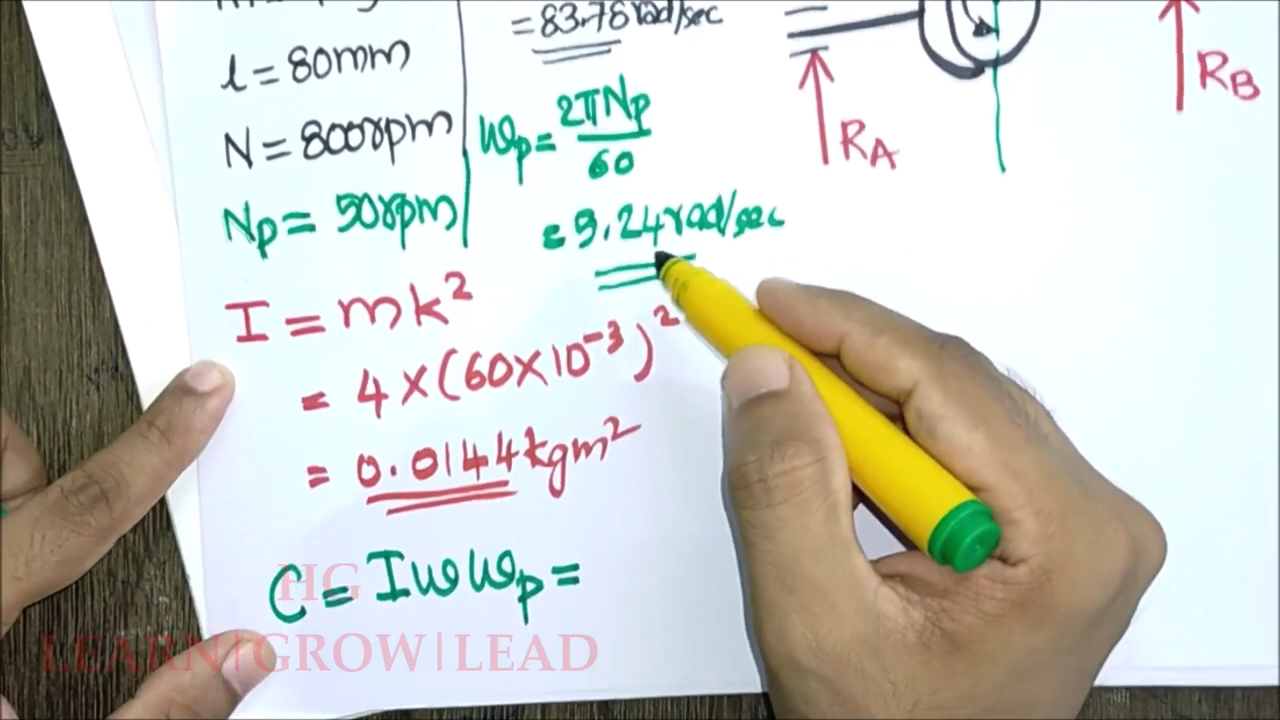 = 83.78 rad/sec
l = 80mm
N = 800rpm
Np = 50rpm
ωp = 2πNp
60
= 5.24 rad/sec
RA
RB
I = mk²
= 4 × (60×10⁻³)²
= 0.0144 kgm²
C = Iωωp =
HG
LEARN|GROW|LEAD